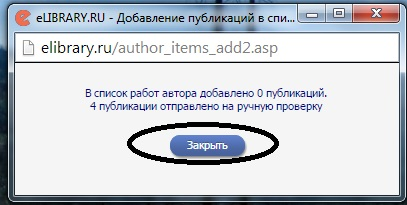 eLIBRARY.RU - Добавление публикаций в спи...
elibrary.ru/author_items_add2.asp
В список работ автора добавлено 0 публикаций.
4 публикации отправлено на ручную проверку
Закрыть